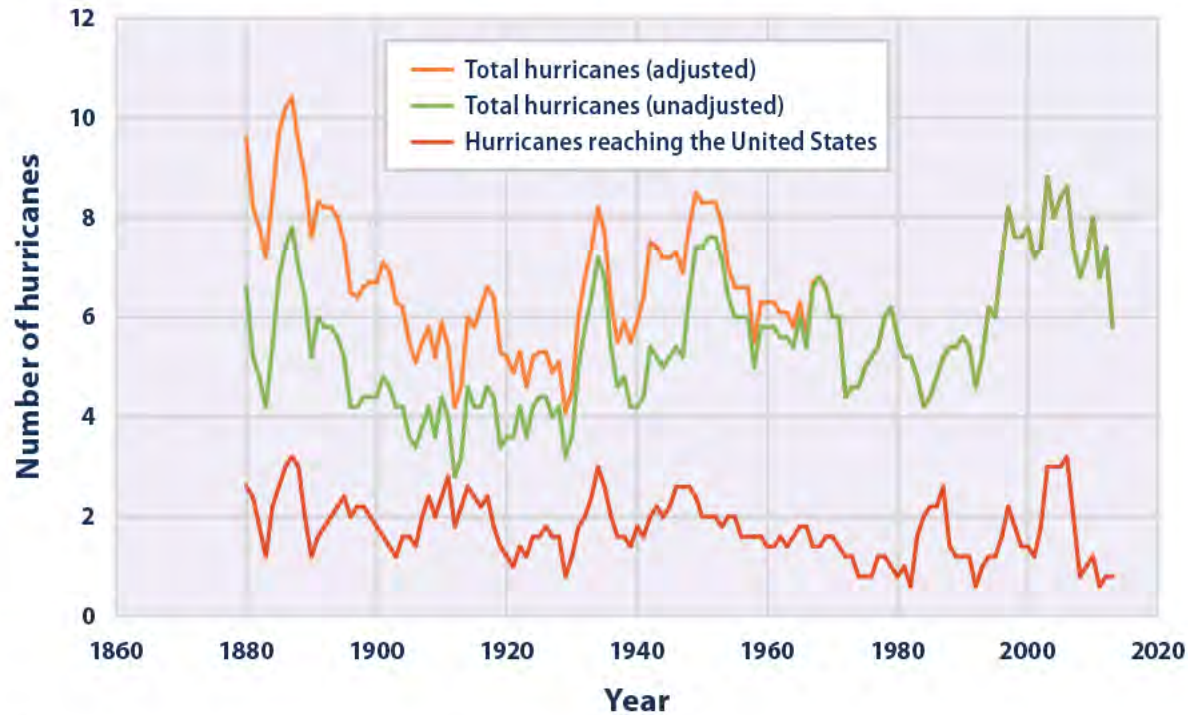 12
10
8
6
4
2
0
Number of hurricanes
Total hurricanes (adjusted)
Total hurricanes (unadjusted)
Hurricanes reaching the United States
1860 1880 1900 1920 1940 1960 1980 2000 2020
Year